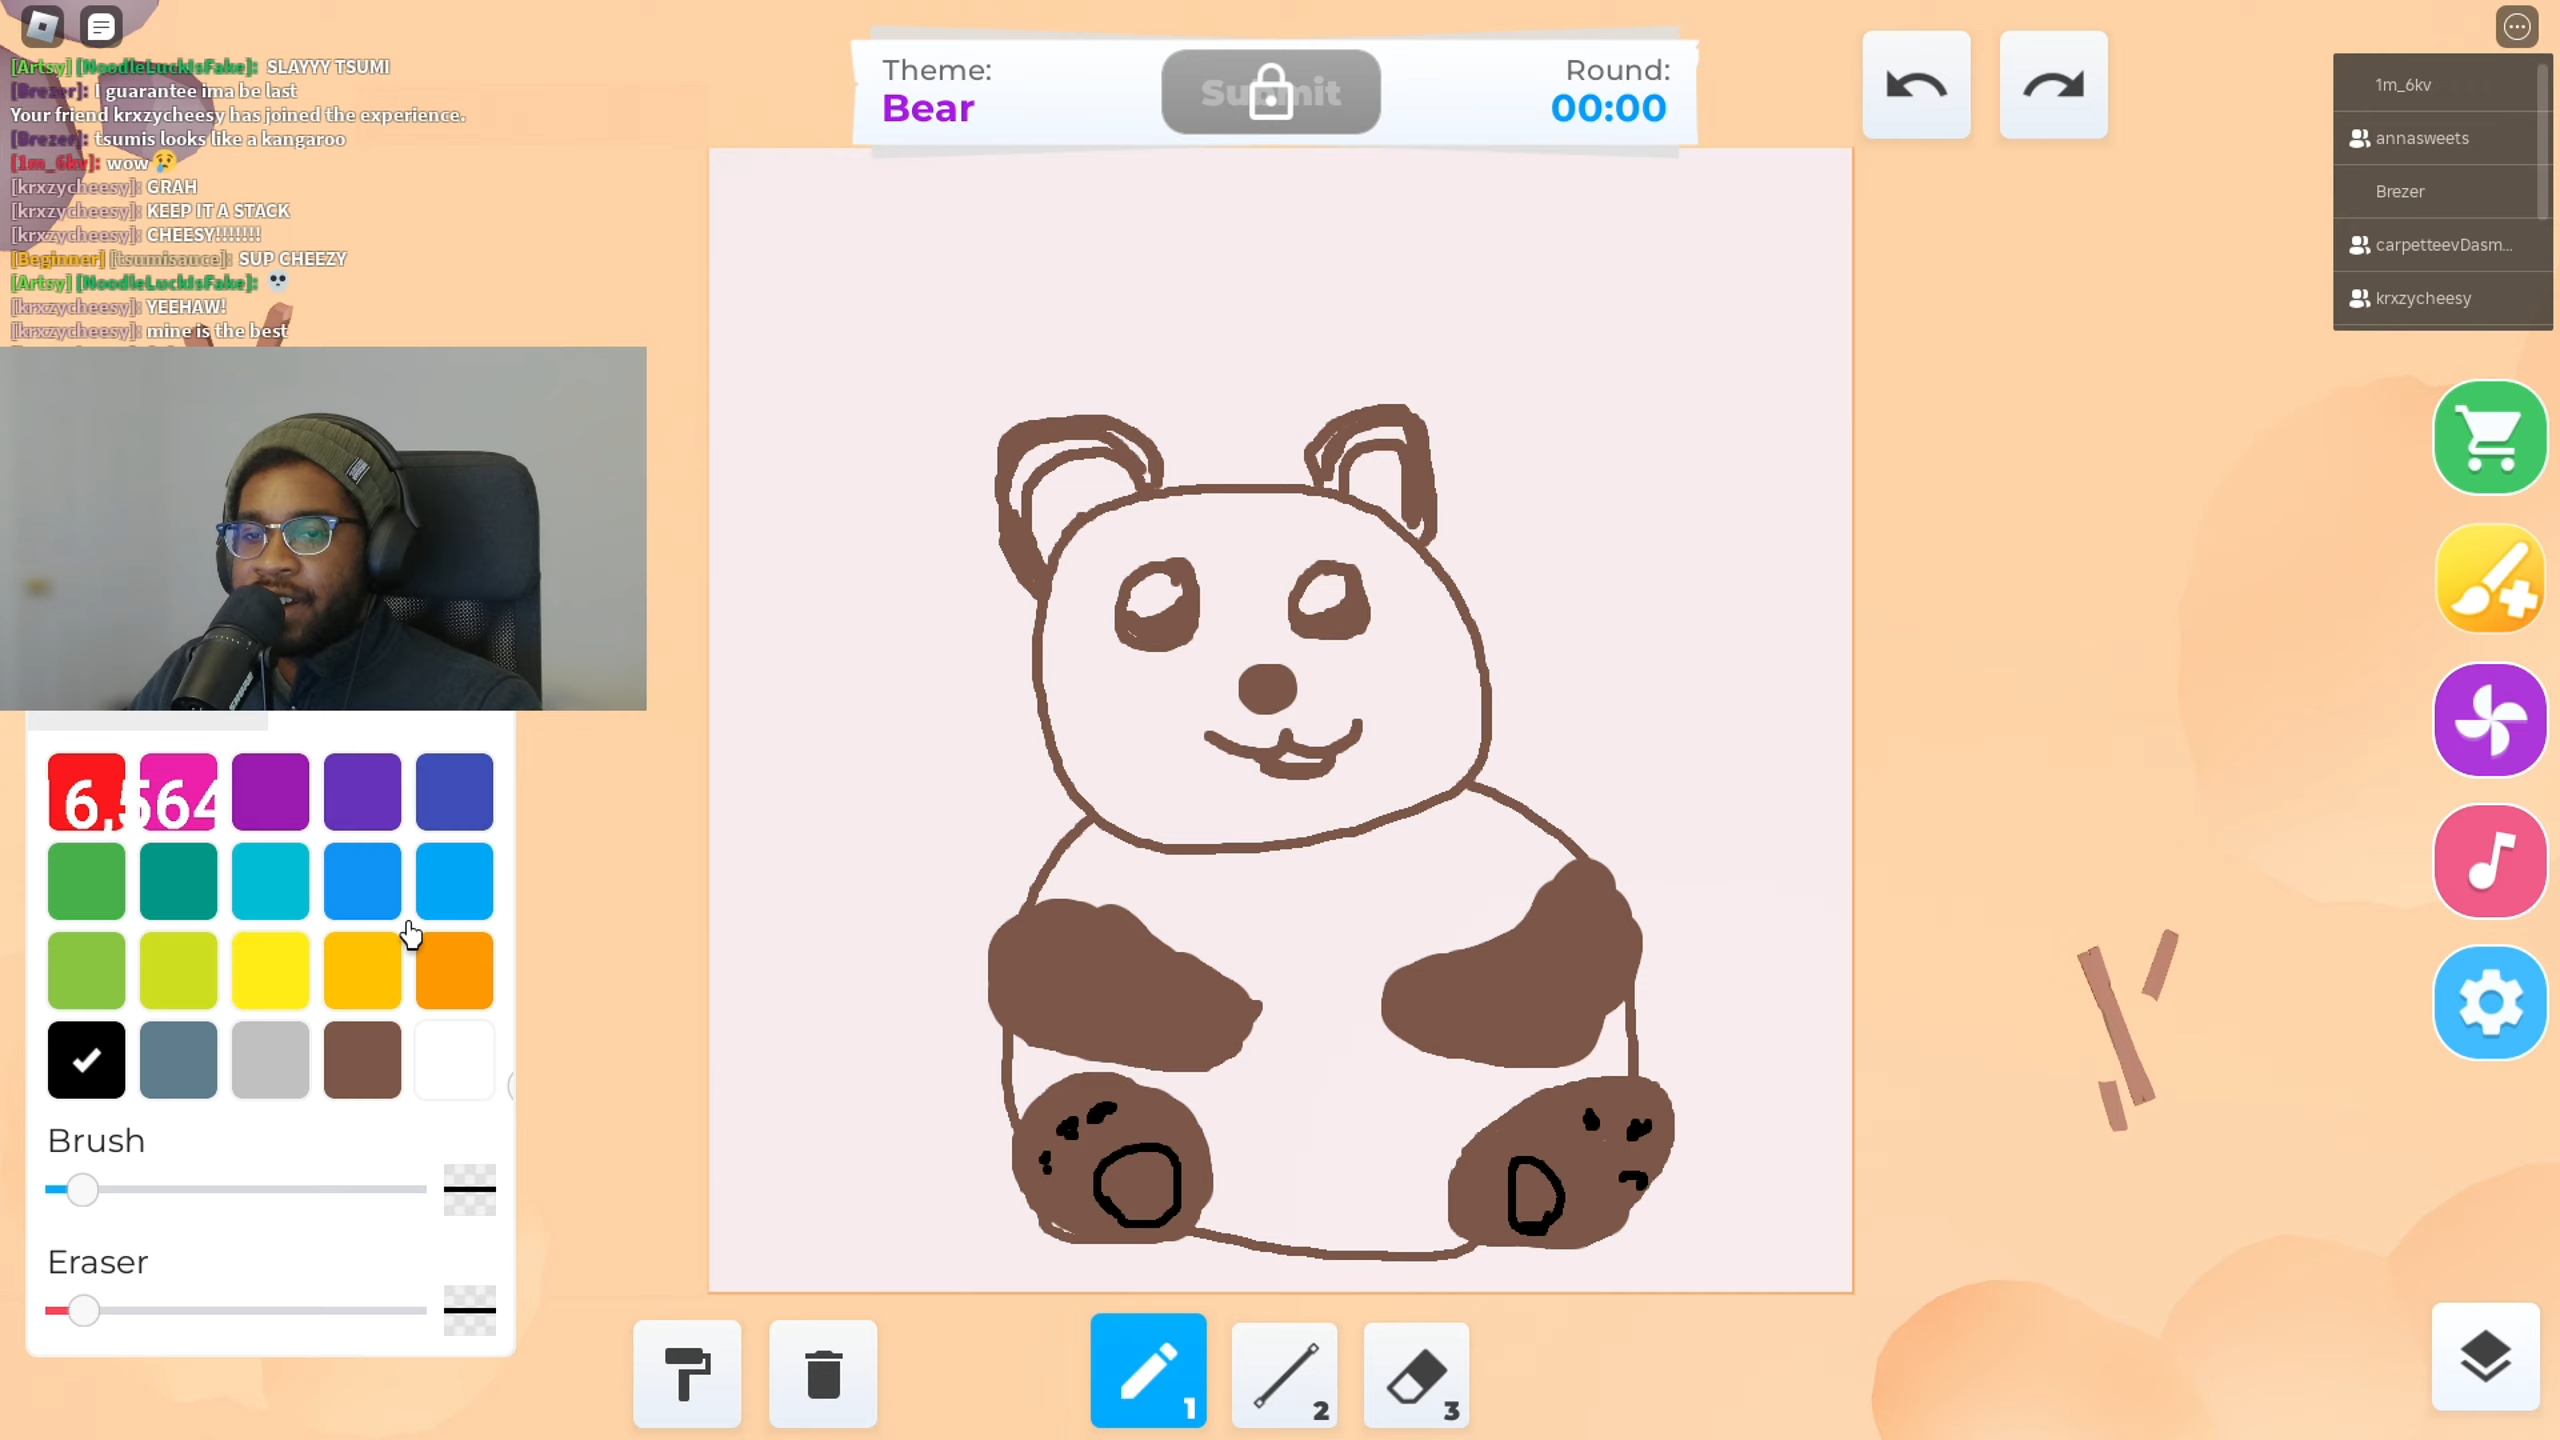 [Artsy] [NoodleLuckIsFake]: SLAYYY TSUMI
[Brezer]: I guarantee ima be last
Your friend krxzycheesy has joined the experience.
[Brezer]: tsumis looks like a kangaroo
[1m_6kv]: wow 😢
[krxzycheesy]: GRAH
[krxzycheesy]: KEEP IT A STACK
[krxzycheesy]: CHEESY!!!!!!!
[Beginner] [tsumisauce]: SUP CHEEZY
[Artsy] [NoodleLuckIsFake]: 💀
[krxzycheesy]: YEEHAW!
[krxzycheesy]: mine is the best
Theme:
Bear
Submit
Round:
00:00
1m_6kv
annasweets
Brezer
carpetteevDasm...
krxzycheesy
6,564
Brush
Eraser
1
2
3